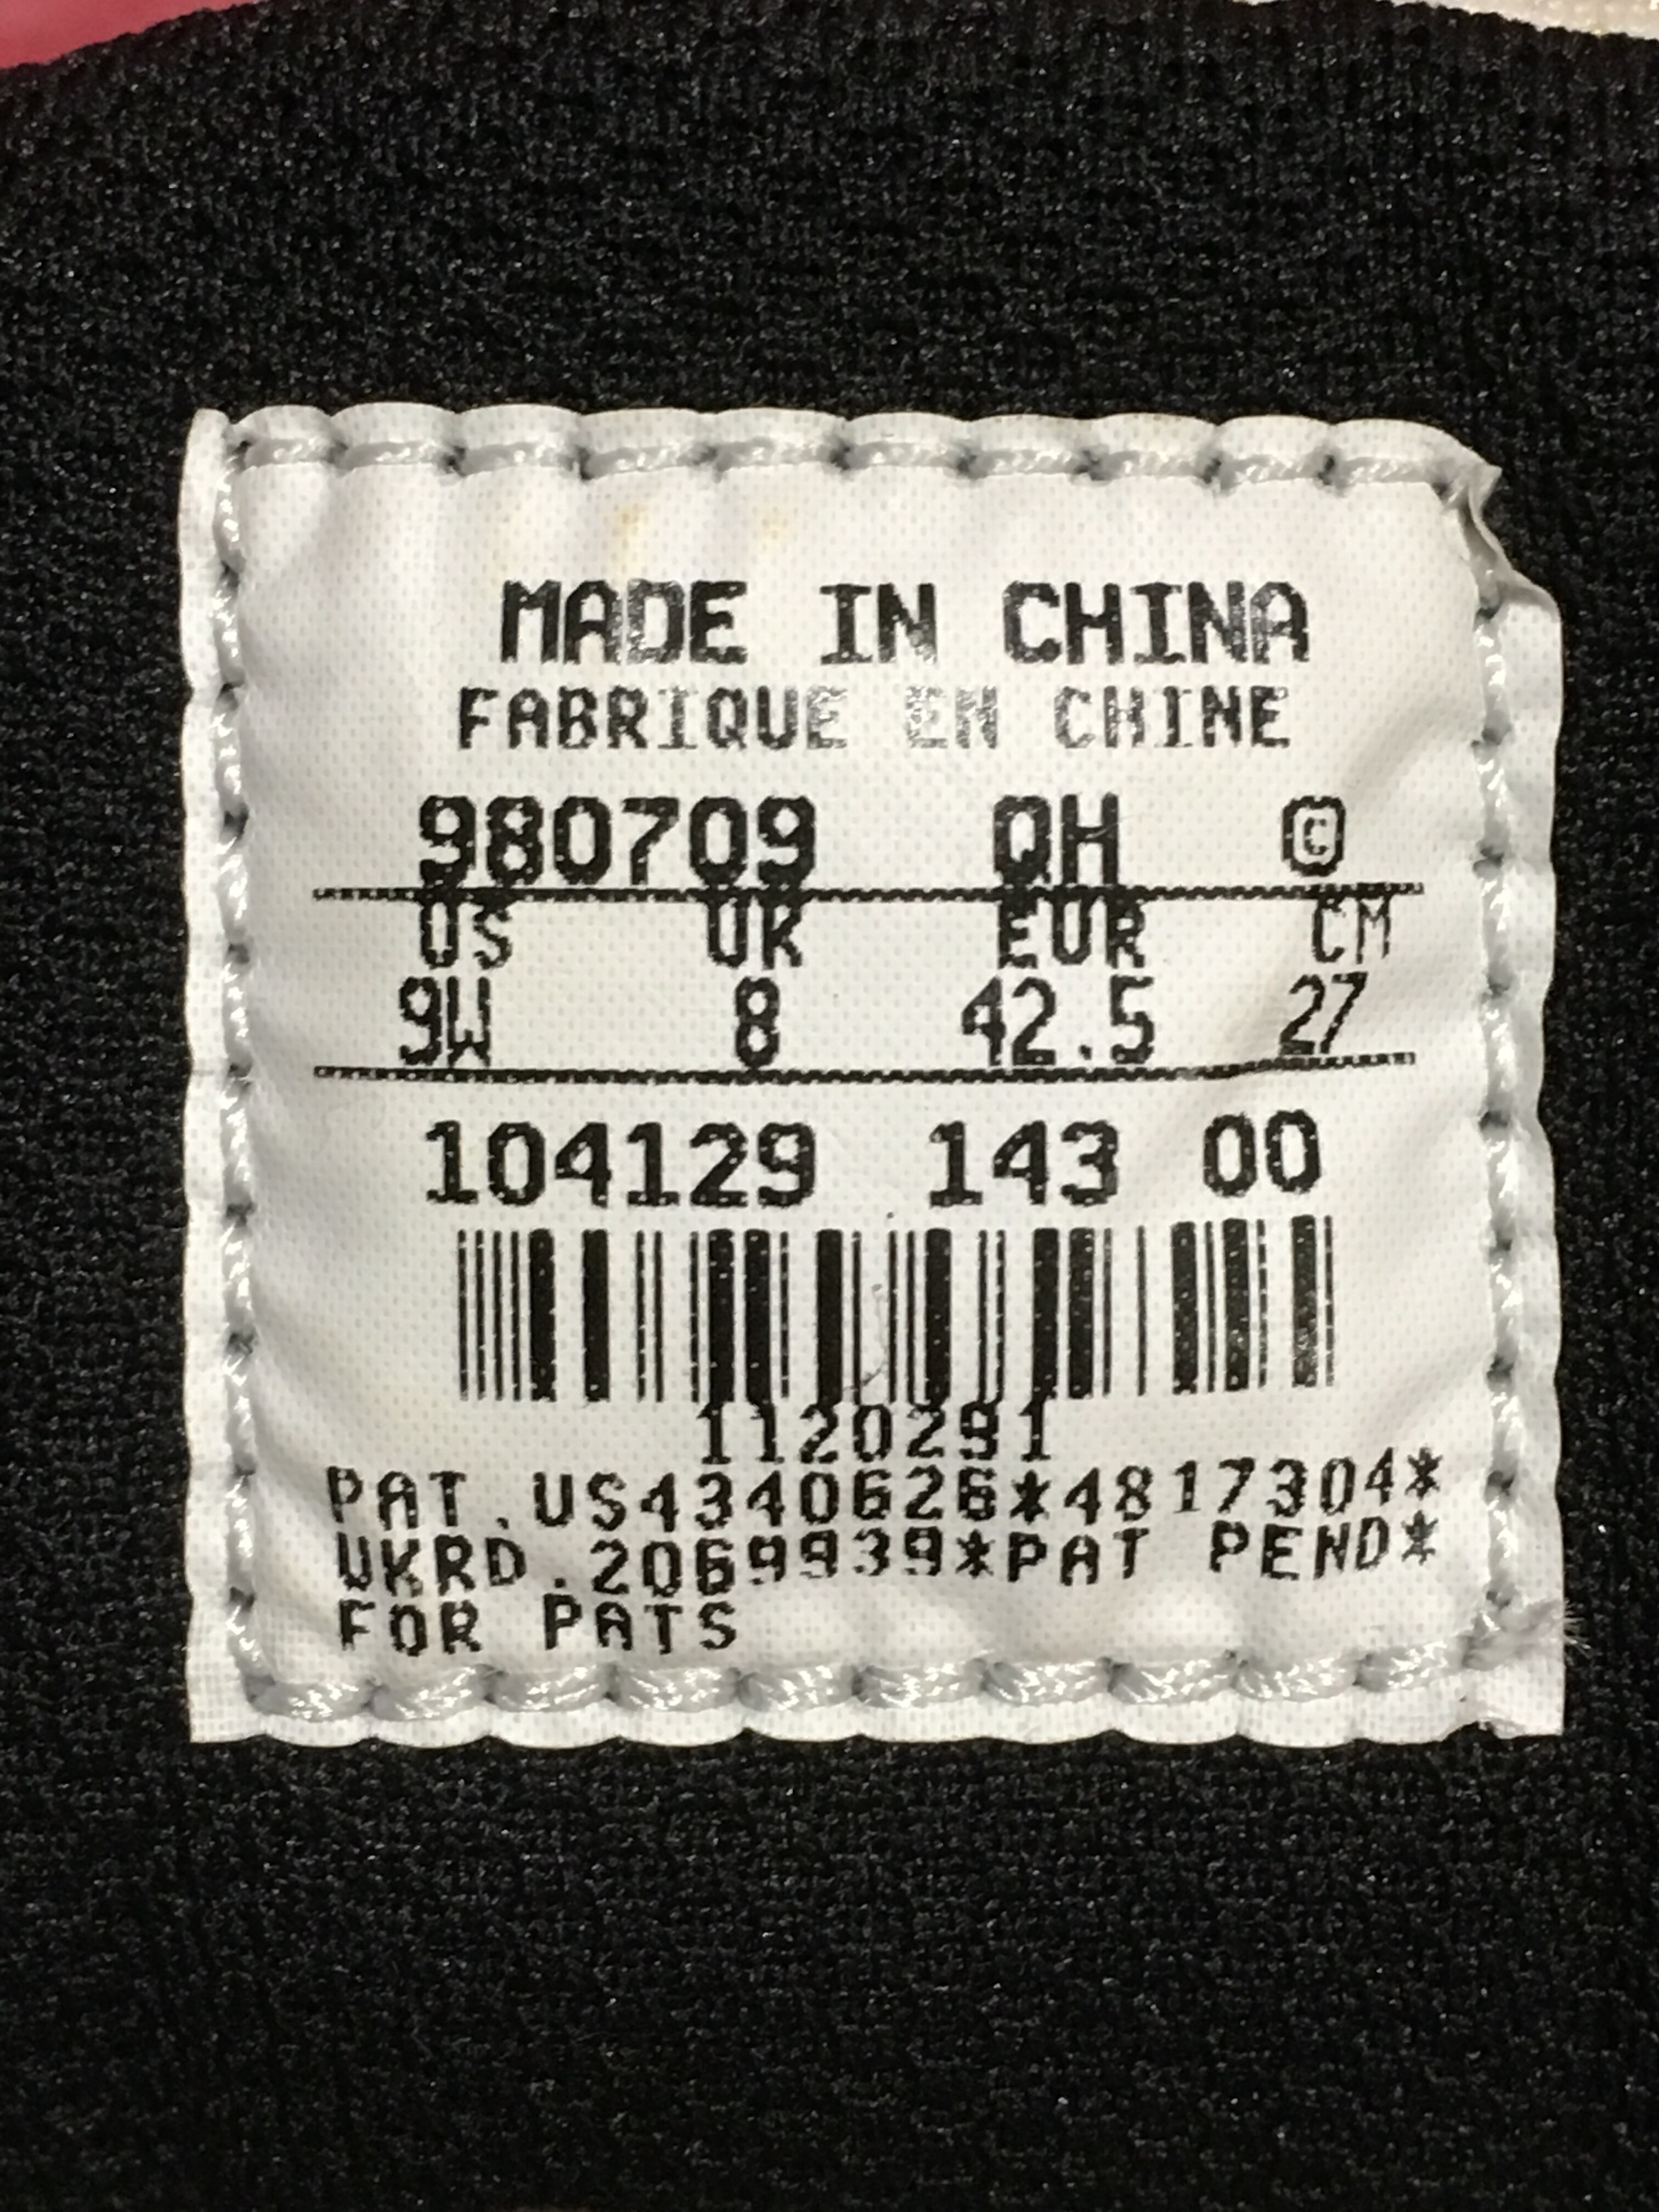 MADE IN CHINA
FABRIQUE EN CHINE
980709 QH ©
US UK EUR CM
9W 8 42.5 27
104129 143 00
1120291
PAT.US4340626*4817304*
UKRD.2069939*PAT PEND*
FOR PATS